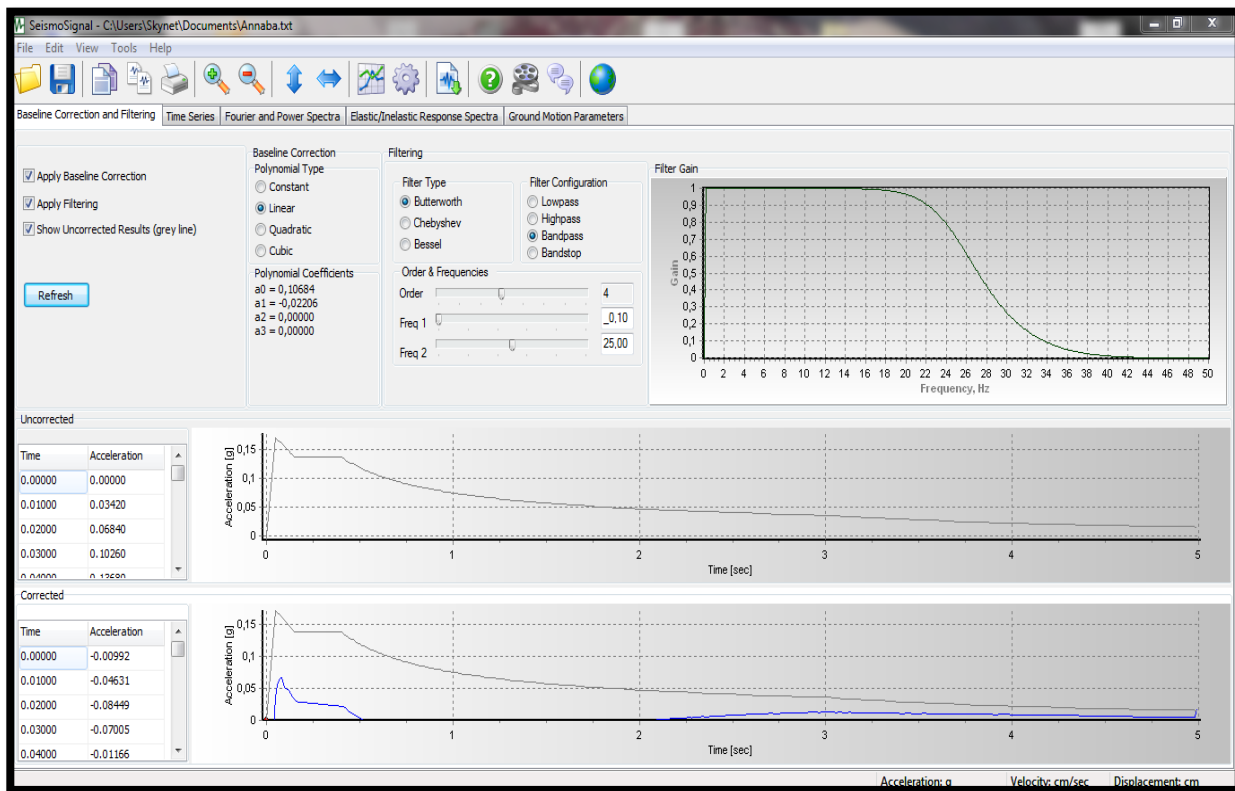 SeismoSignal - C:\Users\Skynet\Documents\Annaba.txt
File Edit View Tools Help
Baseline Correction and Filtering Time Series Fourier and Power Spectra Elastic/Inelastic Response Spectra Ground Motion Parameters
Apply Baseline Correction
Apply Filtering
Show Uncorrected Results (grey line)
Refresh
Baseline Correction
Polynomial Type
Constant
Linear
Quadratic
Cubic
Polynomial Coefficients
a0 = 0,10684
a1 = -0,02206
a2 = 0,00000
a3 = 0,00000
Filtering
Filter Type
Butterworth
Chebyshev
Bessel
Filter Configuration
Lowpass
Highpass
Bandpass
Bandstop
Order & Frequencies
Order 4
Freq 1 _0,10
Freq 2 25,00
Filter Gain
Gain
1
0,9
0,8
0,7
0,6
0,5
0,4
0,3
0,2
0,1
0
0 2 4 6 8 10 12 14 16 18 20 22 24 26 28 30 32 34 36 38 40 42 44 46 48 50
Frequency, Hz
Uncorrected
Time Acceleration
0.00000 0.00000
0.01000 0.03420
0.02000 0.06840
0.03000 0.10260
0.04000 0.13680
Acceleration [g]
0,15
0,1
0,05
0
0 1 2 3 4 5
Time [sec]
Corrected
Time Acceleration
0.00000 -0.00992
0.01000 -0.04631
0.02000 -0.08449
0.03000 -0.07005
0.04000 -0.01166
Acceleration [g]
0,15
0,1
0,05
0
0 1 2 3 4 5
Time [sec]
Acceleration: g Velocity: cm/sec Displacement: cm